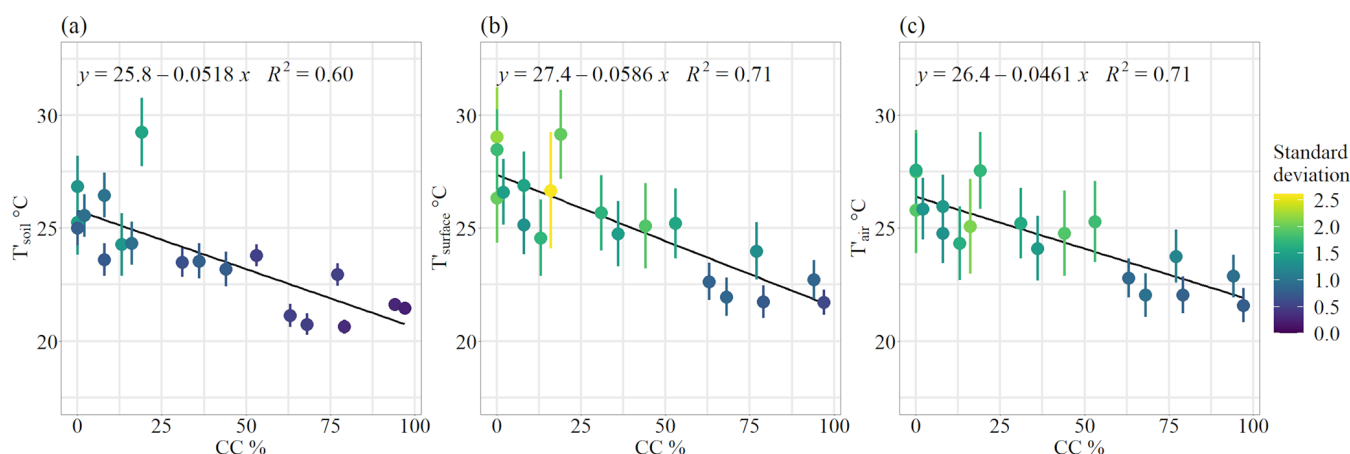 (a)
y = 25.8 – 0.0518 x R² = 0.60
30
25
20
T'soil °C
0 25 50 75 100
CC %
(b)
y = 27.4 – 0.0586 x R² = 0.71
30
25
20
T'surface °C
0 25 50 75 100
CC %
(c)
y = 26.4 – 0.0461 x R² = 0.71
30
25
20
T'air °C
0 25 50 75 100
CC %
Standard
deviation
2.5
2.0
1.5
1.0
0.5
0.0